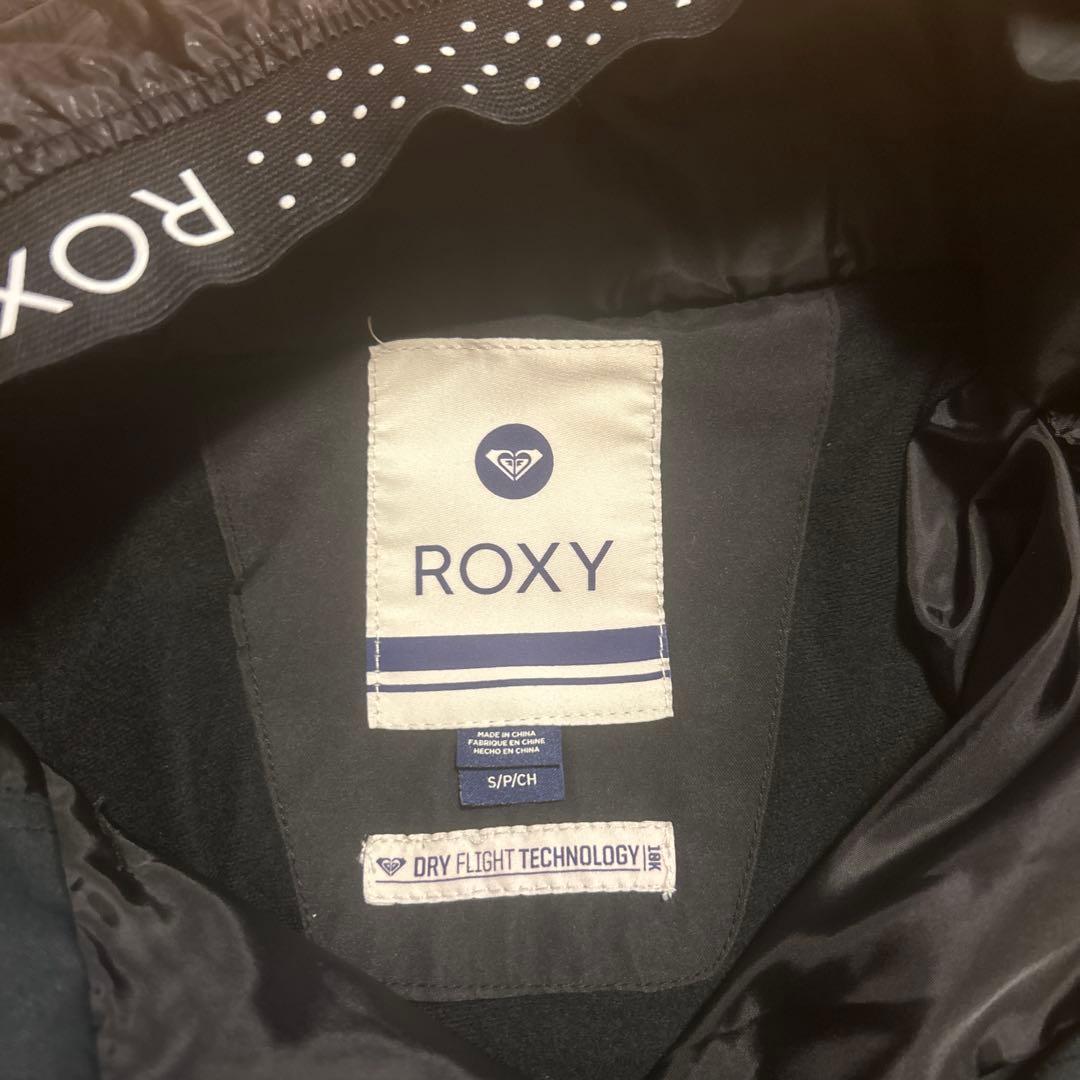 ROX
ROXY
MADE IN CHINA
FABRIQUE EN CHINE
HECHO EN CHINA
S/P/CH
DRY FLIGHT TECHNOLOGY 10K